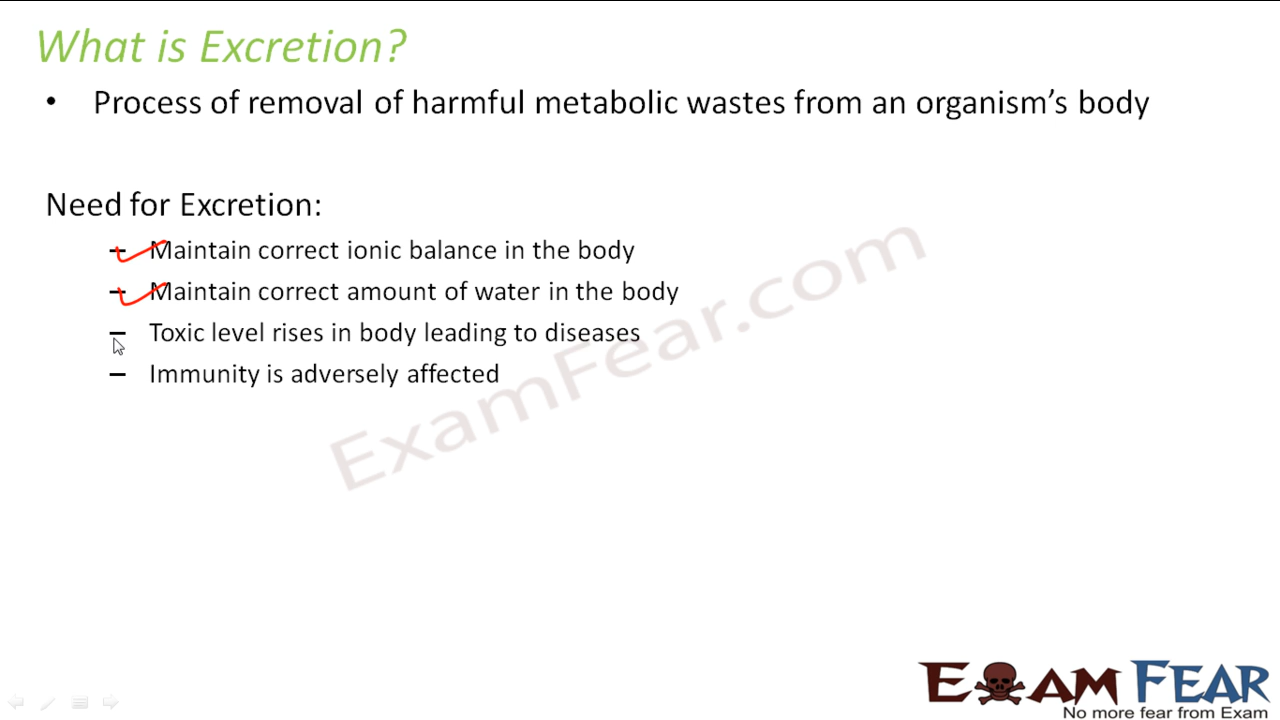 What is Excretion?
• Process of removal of harmful metabolic wastes from an organism’s body
Need for Excretion:
– Maintain correct ionic balance in the body
– Maintain correct amount of water in the body
– Toxic level rises in body leading to diseases
– Immunity is adversely affected
ExamFear.com
EXAM FEAR
No more fear from Exam